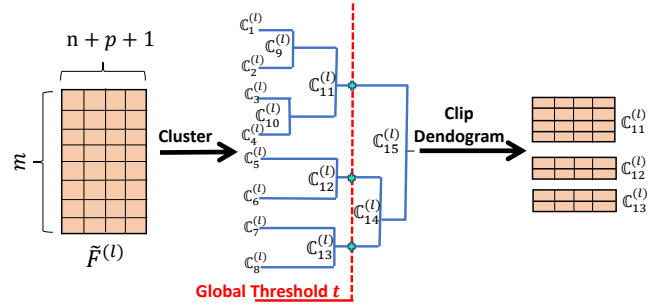 n + p + 1
m
F̃^(l)
Cluster
ℂ_1^(l)
ℂ_2^(l)
ℂ_3^(l)
ℂ_4^(l)
ℂ_5^(l)
ℂ_6^(l)
ℂ_7^(l)
ℂ_8^(l)
ℂ_9^(l)
ℂ_10^(l)
ℂ_11^(l)
ℂ_12^(l)
ℂ_13^(l)
ℂ_14^(l)
ℂ_15^(l)
Global Threshold t
Clip
Dendogram
ℂ_11^(l)
ℂ_12^(l)
ℂ_13^(l)